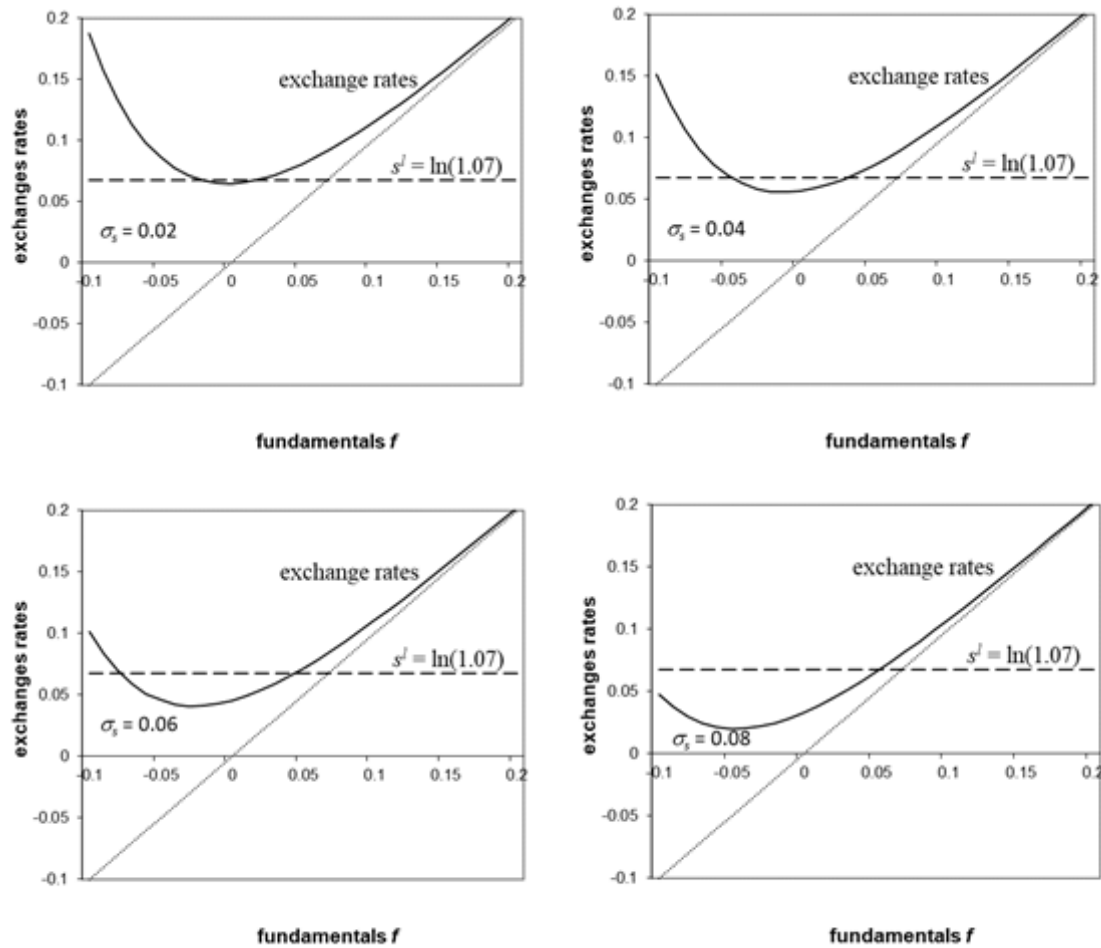 0.2
0.15
0.1
0.05
0
-0.05
-0.1
-0.1 -0.05 0 0.05 0.1 0.15 0.2
exchanges rates
exchange rates
s^l = ln(1.07)
σ_s = 0.02
fundamentals f
0.2
0.15
0.1
0.05
0
-0.05
-0.1
-0.1 -0.05 0 0.05 0.1 0.15 0.2
exchanges rates
exchange rates
s^l = ln(1.07)
σ_s = 0.04
fundamentals f
0.2
0.15
0.1
0.05
0
-0.05
-0.1
-0.1 -0.05 0 0.05 0.1 0.15 0.2
exchanges rates
exchange rates
s^l = ln(1.07)
σ_s = 0.06
fundamentals f
0.2
0.15
0.1
0.05
0
-0.05
-0.1
-0.1 -0.05 0 0.05 0.1 0.15 0.2
exchanges rates
exchange rates
s^l = ln(1.07)
σ_s = 0.08
fundamentals f